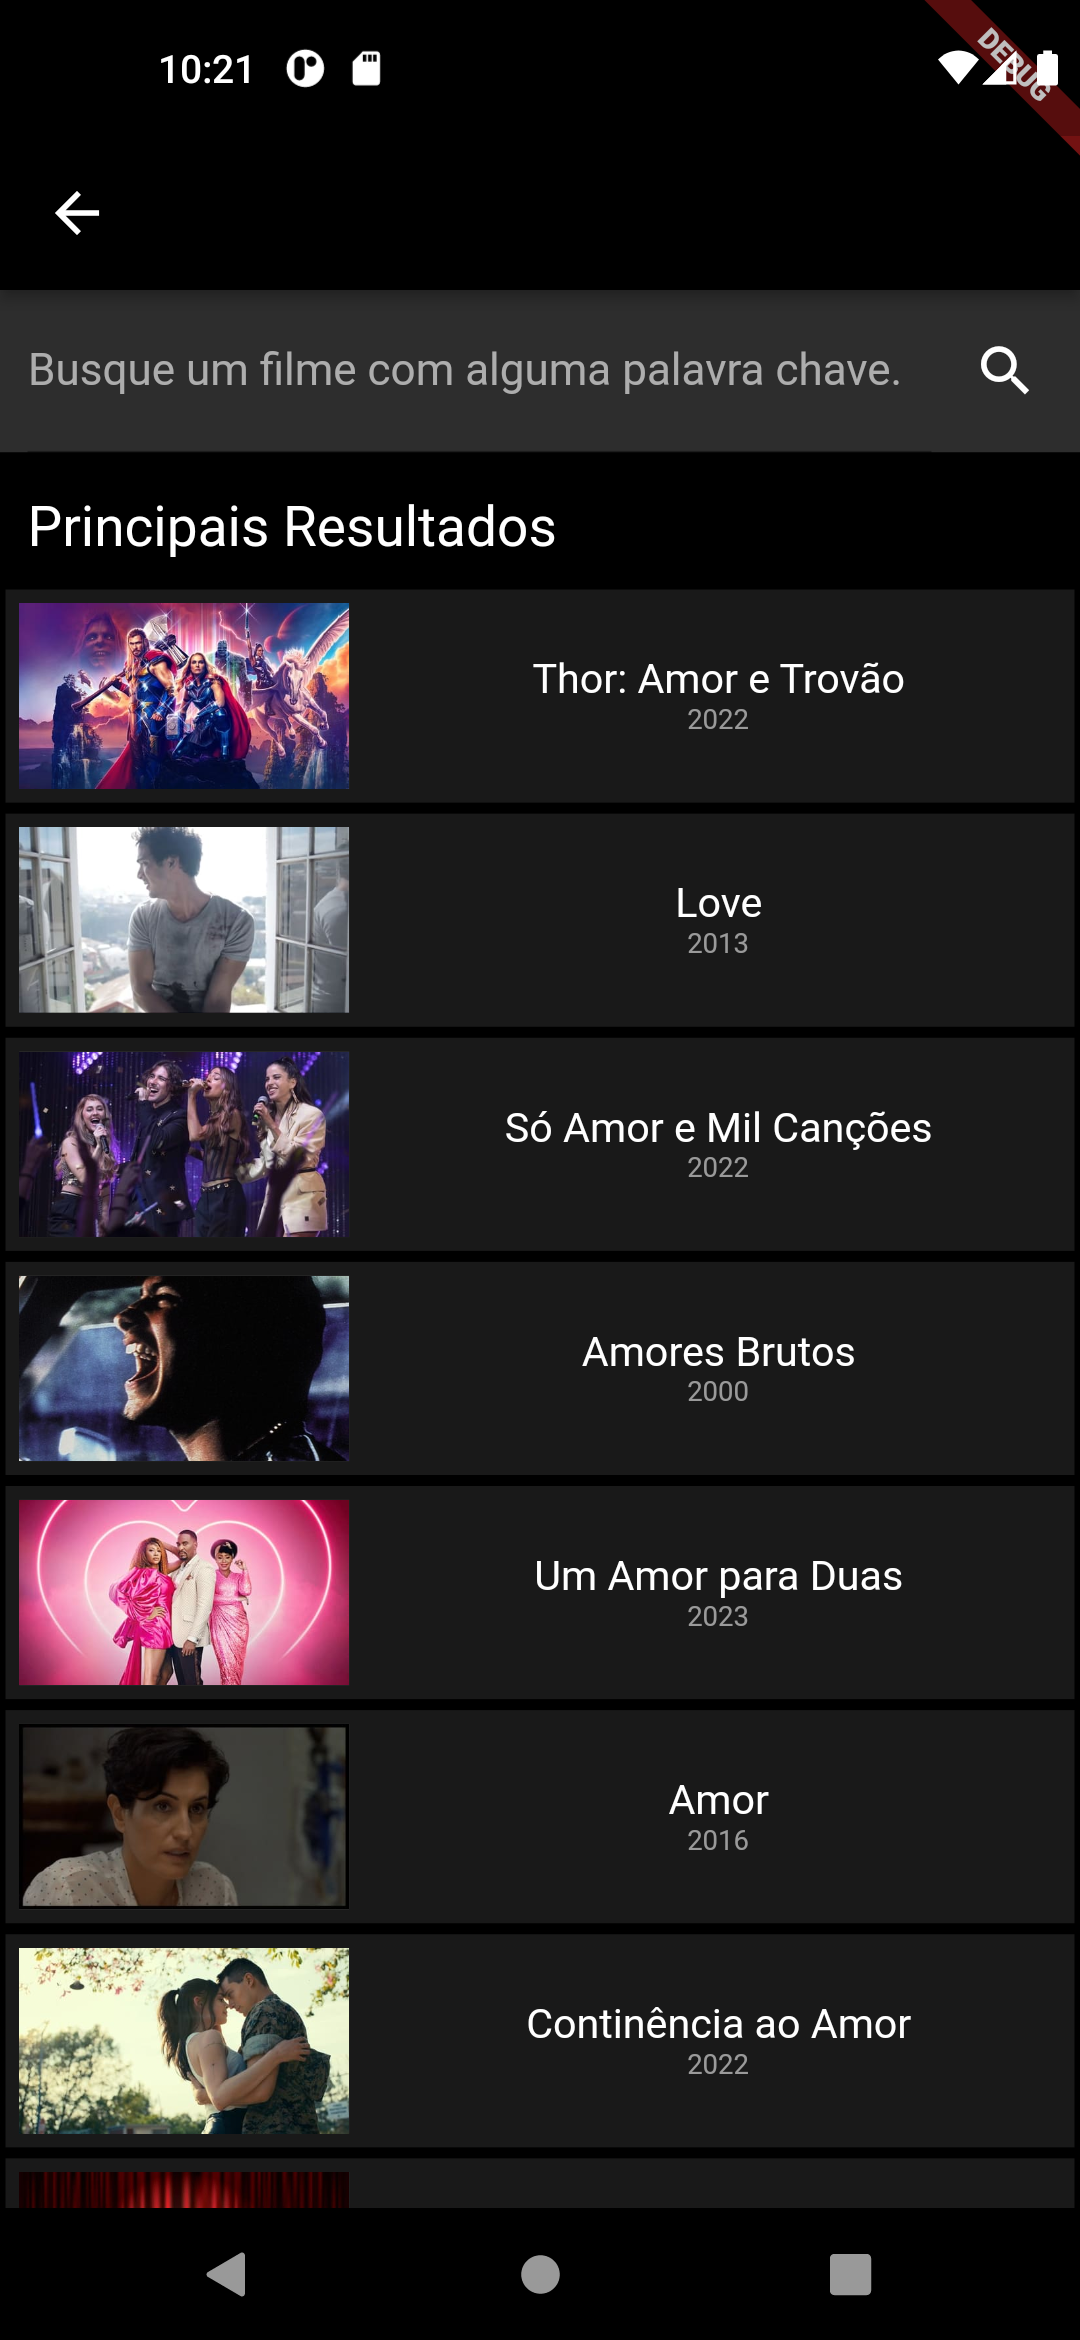 10:21
DEBUG
Busque um filme com alguma palavra chave.
Principais Resultados
Thor: Amor e Trovão
2022
Love
2013
Só Amor e Mil Canções
2022
Amores Brutos
2000
Um Amor para Duas
2023
Amor
2016
Continência ao Amor
2022